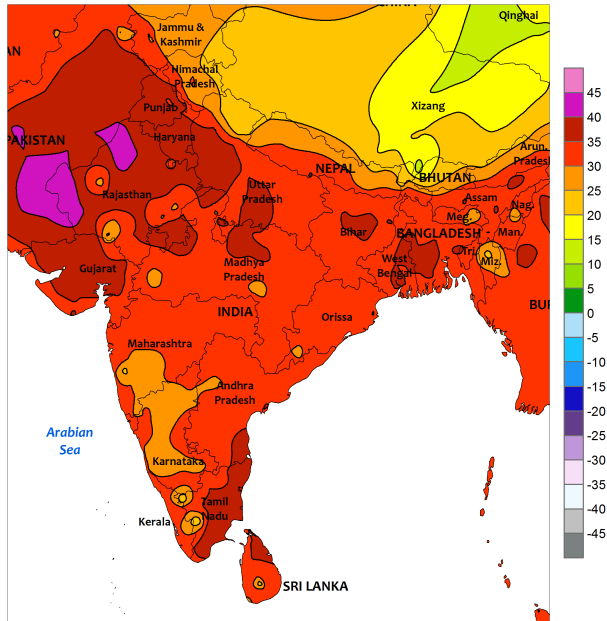 CHINA
Qinghai
Jammu &
Kashmir
AN
Himachal
Pradesh
Xizang
Punjab
PAKISTAN
Haryana
Arun.
Pradesh
NEPAL
BHUTAN
Uttar
Pradesh
Rajasthan
Assam
Nag.
Meg.
Bihar
BANGLADESH
Man.
Tri.
Miz.
West
Bengal
Madhya
Pradesh
Gujarat
INDIA
Orissa
BUR
Maharashtra
Andhra
Pradesh
Arabian
Sea
Karnataka
Tamil
Nadu
Kerala
SRI LANKA
45
40
35
30
25
20
15
10
5
0
-5
-10
-15
-20
-25
-30
-35
-40
-45